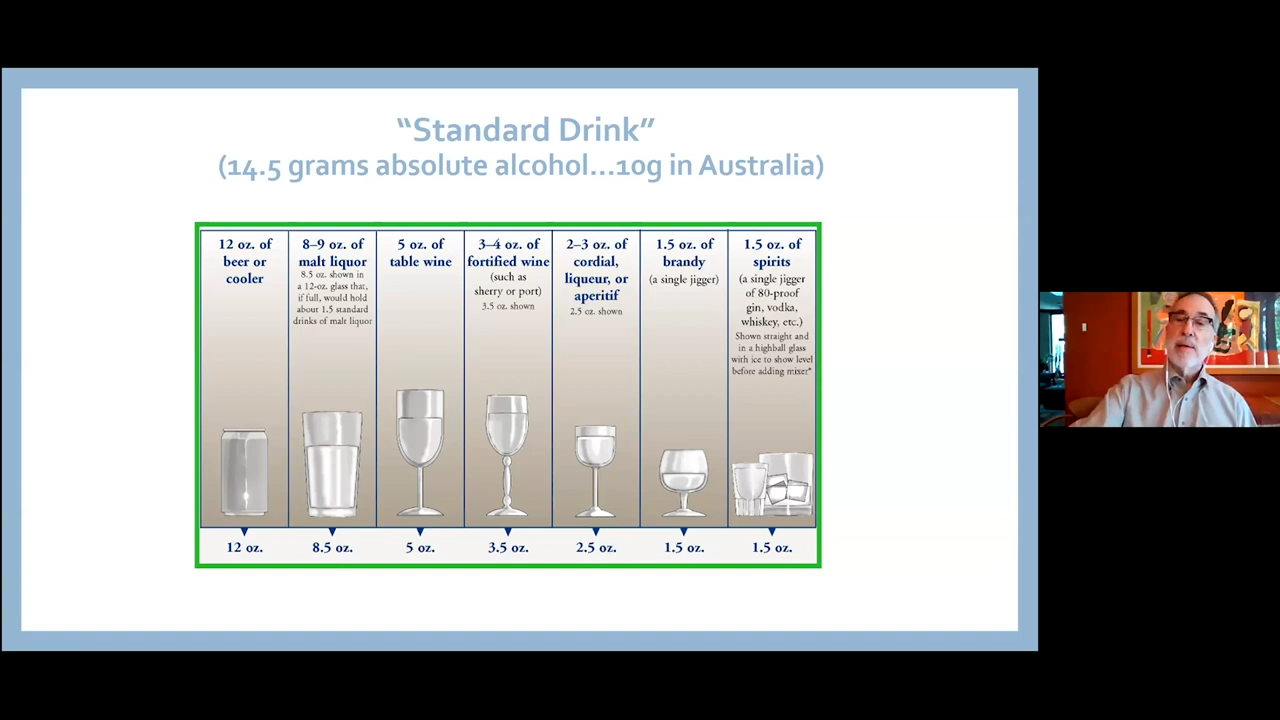 “Standard Drink”
(14.5 grams absolute alcohol...10g in Australia)
12 oz. of
beer or
cooler
8–9 oz. of
malt liquor
8.5 oz. shown in
a 12-oz. glass that,
if full, would hold
about 1.5 standard
drinks of malt liquor
5 oz. of
table wine
3–4 oz. of
fortified wine
(such as
sherry or port)
3.5 oz. shown
2–3 oz. of
cordial,
liqueur, or
aperitif
2.5 oz. shown
1.5 oz. of
brandy
(a single jigger)
1.5 oz. of
spirits
(a single jigger
of 80-proof
gin, vodka,
whiskey, etc.)
Shown straight and
in a highball glass
with ice to show level
before adding mixer*
12 oz.
8.5 oz.
5 oz.
3.5 oz.
2.5 oz.
1.5 oz.
1.5 oz.